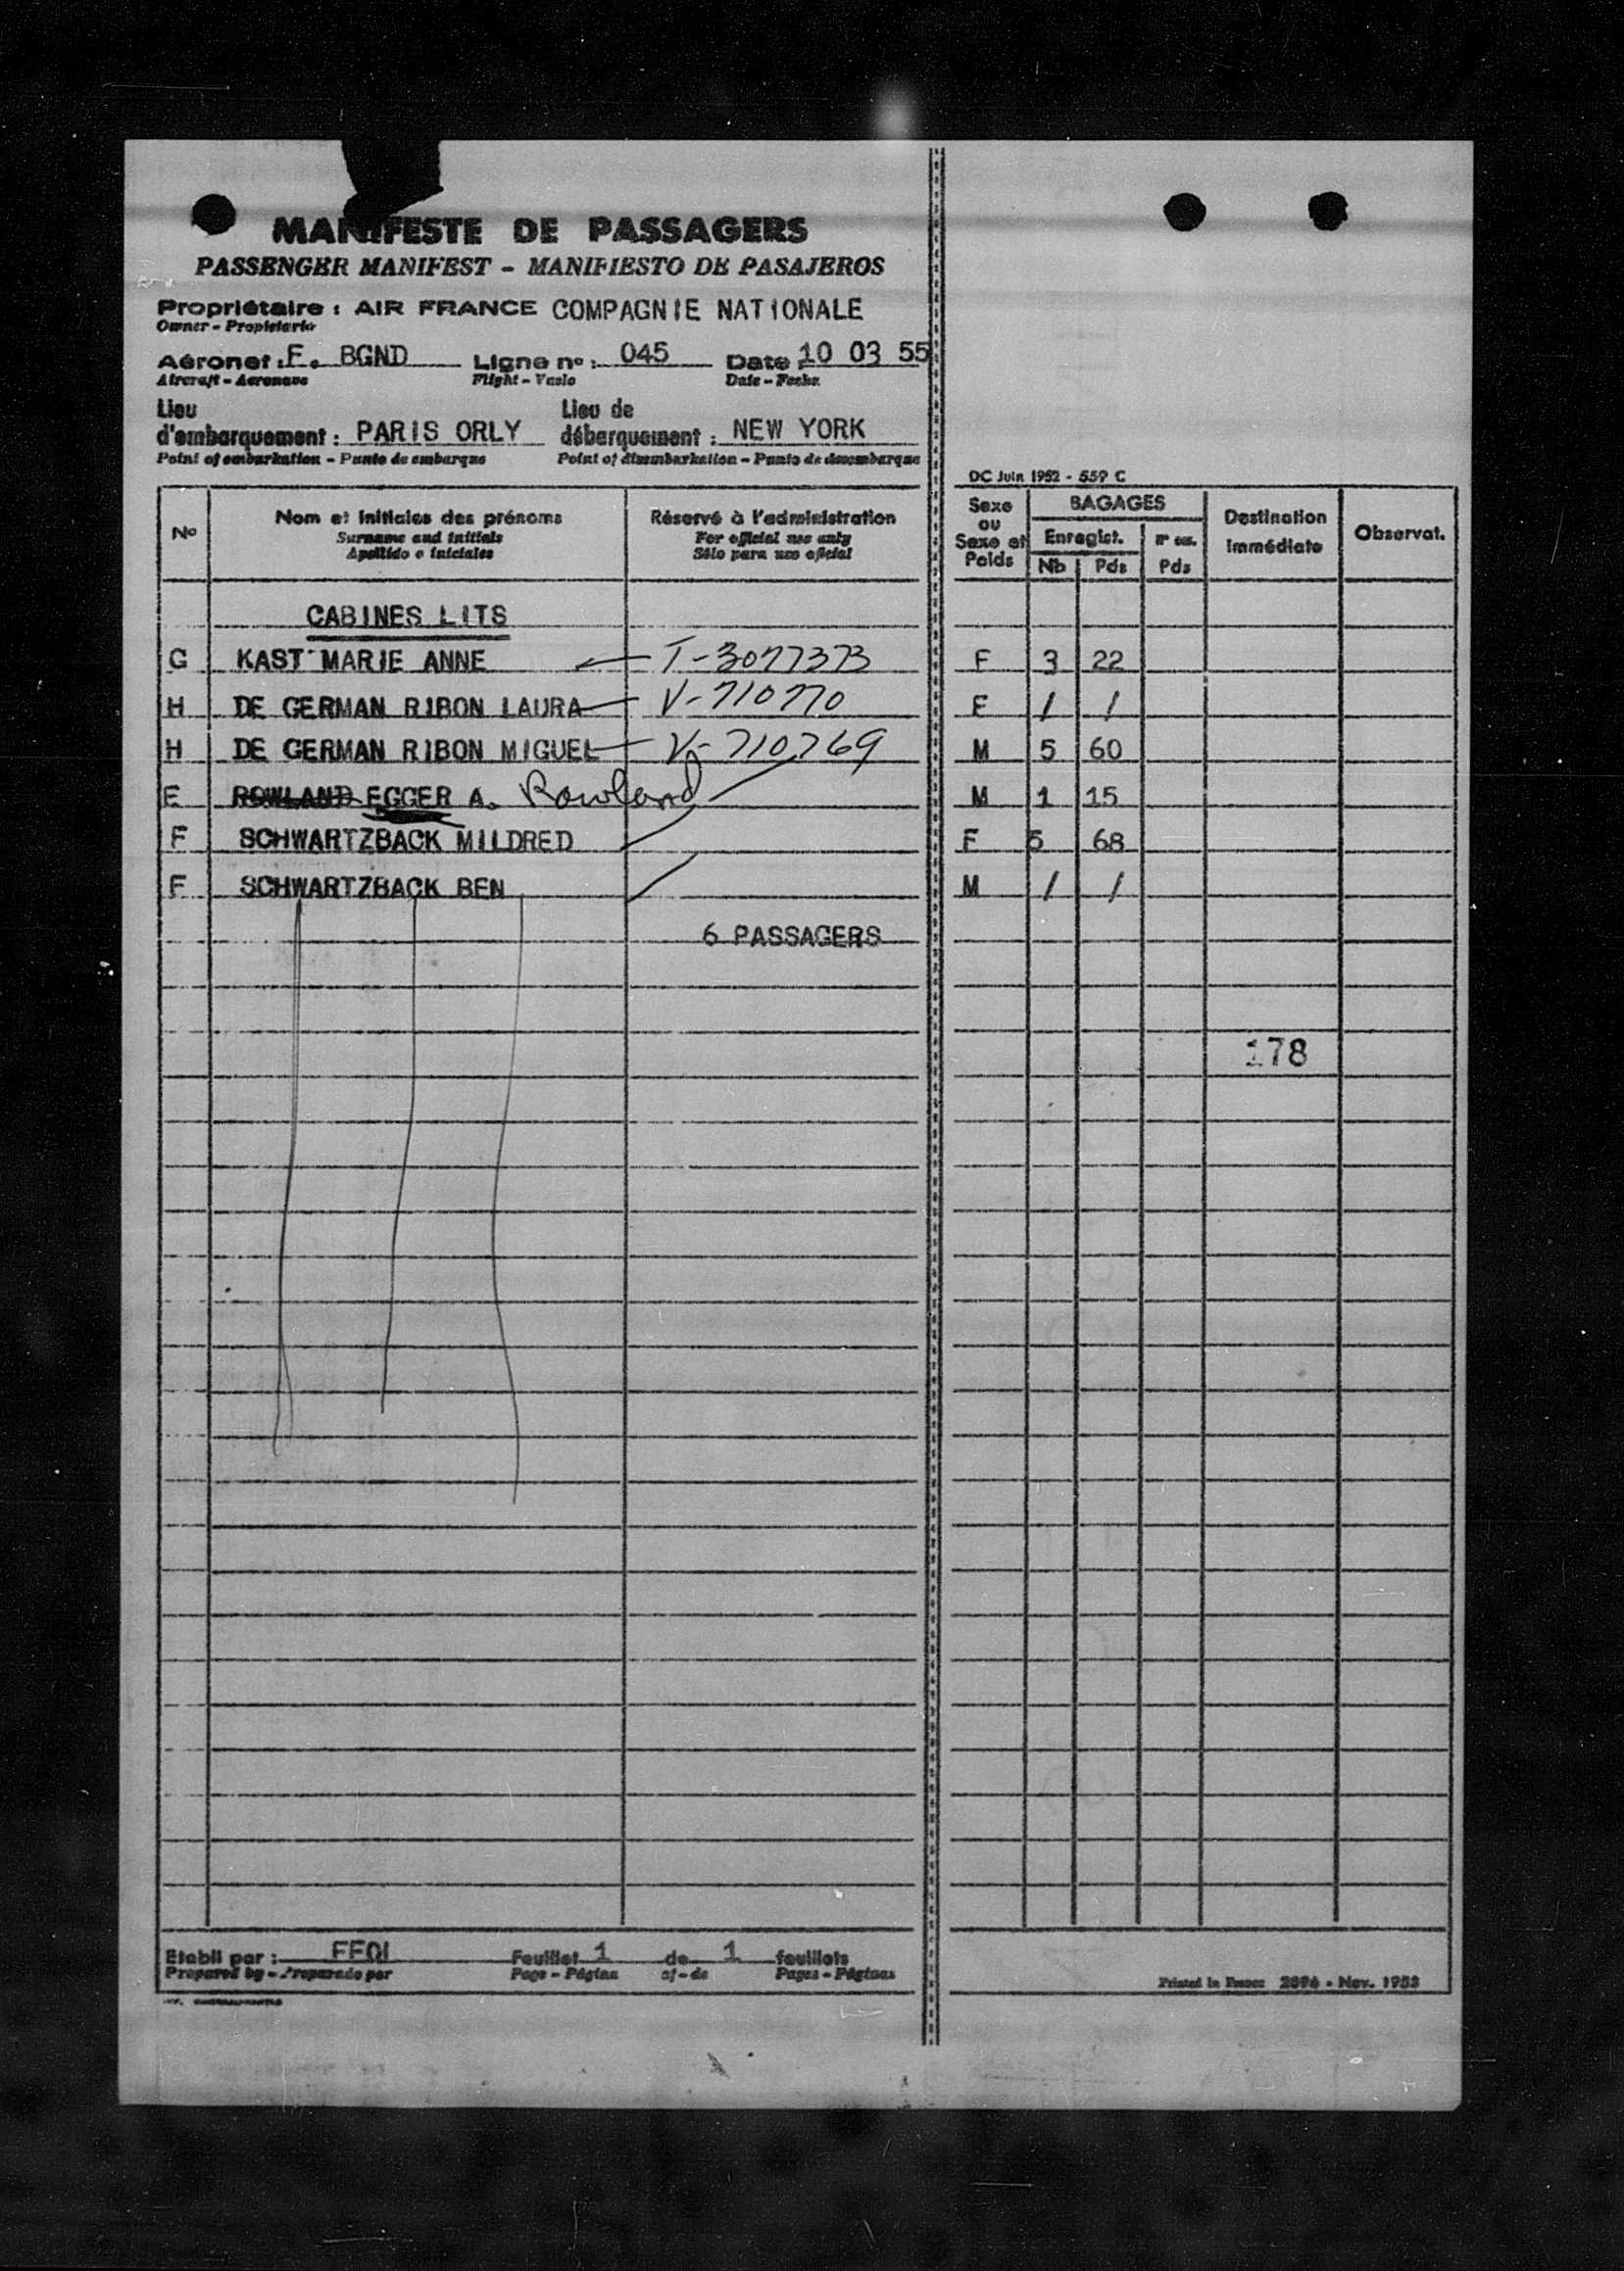 MANIFESTE DE PASSAGERS
PASSENGER MANIFEST - MANIFIESTO DE PASAJEROS
Propriétaire : AIR FRANCE COMPAGNIE NATIONALE
Owner - Propietario
Aéronef : F. BGND Ligne n° : 045 Date : 10 03 55
Aircraft - Aeronave Flight - Vuelo Date - Fecha
Lieu d'embarquement : PARIS ORLY Lieu de débarquement : NEW YORK
Point of embarkation - Punto de embarque Point of disembarkation - Punto de desembarque
DC Juin 1952 - 559 C
N° Nom et initiales des prénoms Réservé à l'administration Sexe ou Sexe et Poids BAGAGES Destination immédiate Observat.
Surname and initials For official use only Enregist. Nb Pds Pds
Apellido e iniciales Sólo para uso oficial
CABINES LITS
G KAST MARIE ANNE T-3077373 F 3 22
H DE GERMAN RIBON LAURA V-710770 F / /
H DE GERMAN RIBON MIGUEL V-710769 M 5 60
E ROWLAND EGGER A. Rowland M 1 15
F SCHWARTZBACK MILDRED F 5 68
F SCHWARTZBACK BEN M / /
6 PASSAGERS
178
Etabli par : Feuillet 1 de 1 feuillets
Prepared by - Preparado por Page - Página of - de Pages - Páginas
Printed in France 2896 - Nov. 1953